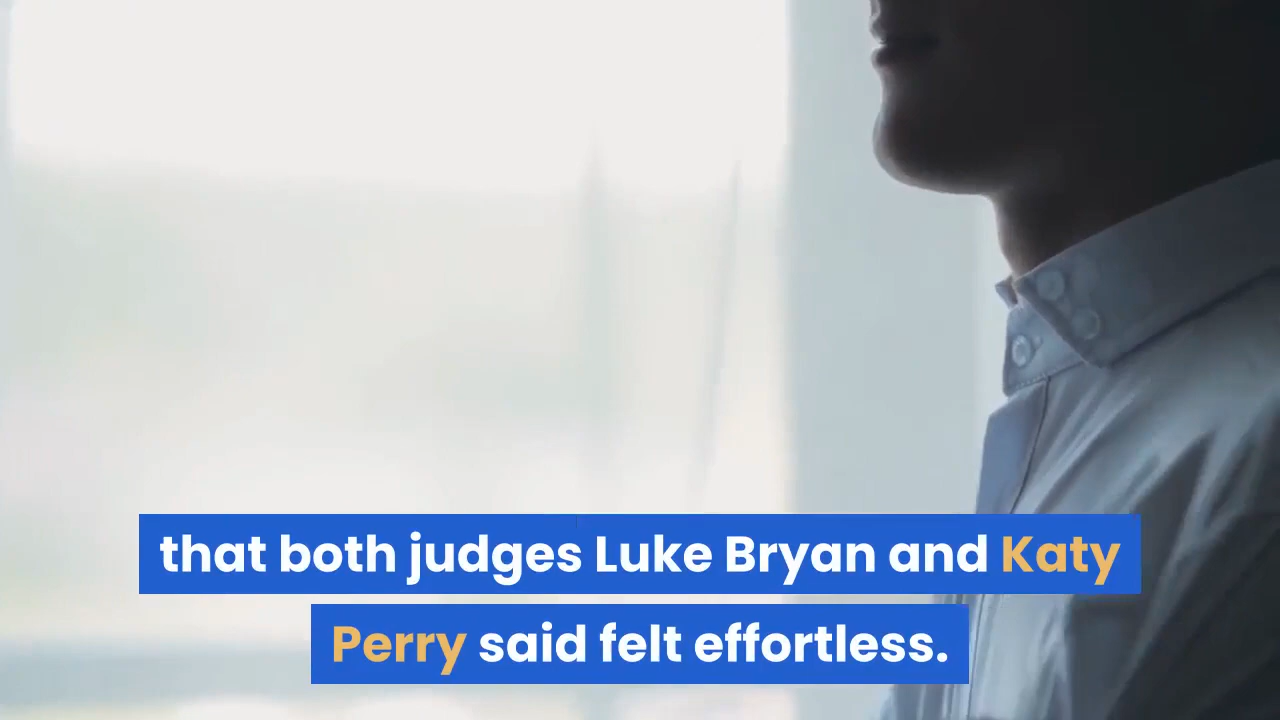 that both judges Luke Bryan and Katy
Perry said felt effortless.